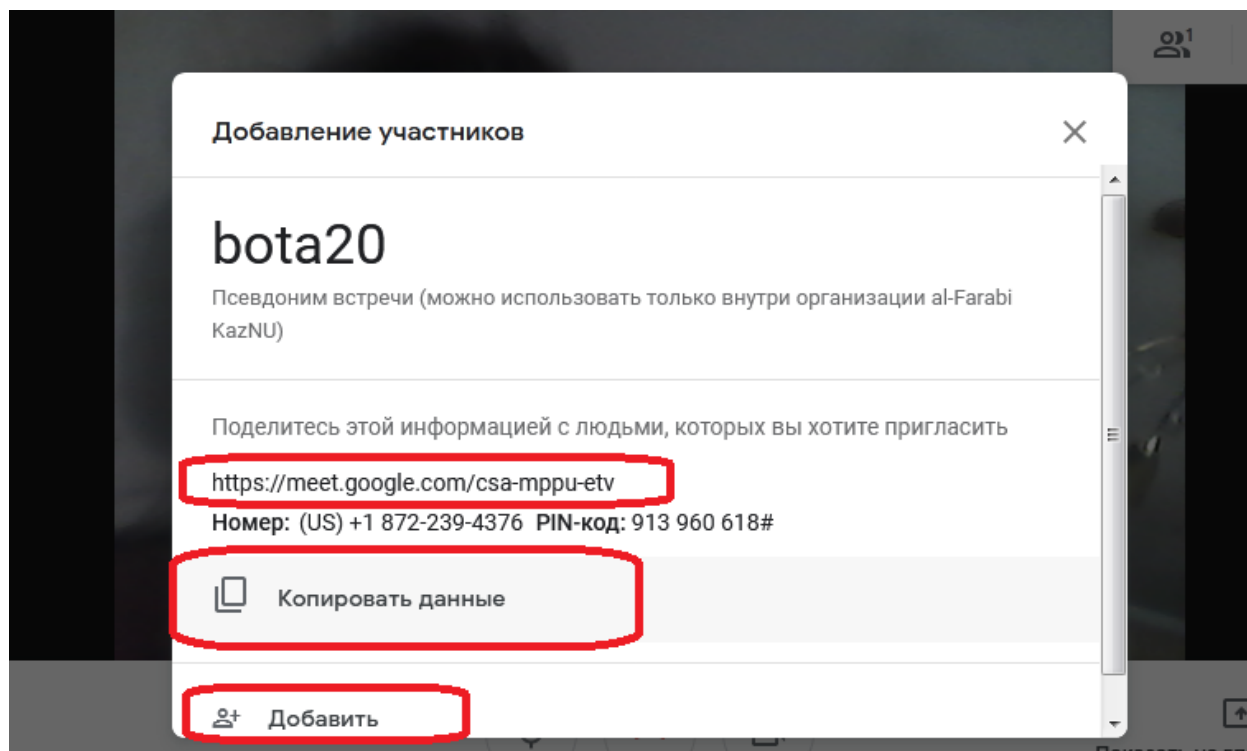 1
Добавление участников
bota20
Псевдоним встречи (можно использовать только внутри организации al-Farabi
KazNU)
Поделитесь этой информацией с людьми, которых вы хотите пригласить
https://meet.google.com/csa-mppu-etv
Номер: (US) +1 872-239-4376 PIN-код: 913 960 618#
Копировать данные
Добавить